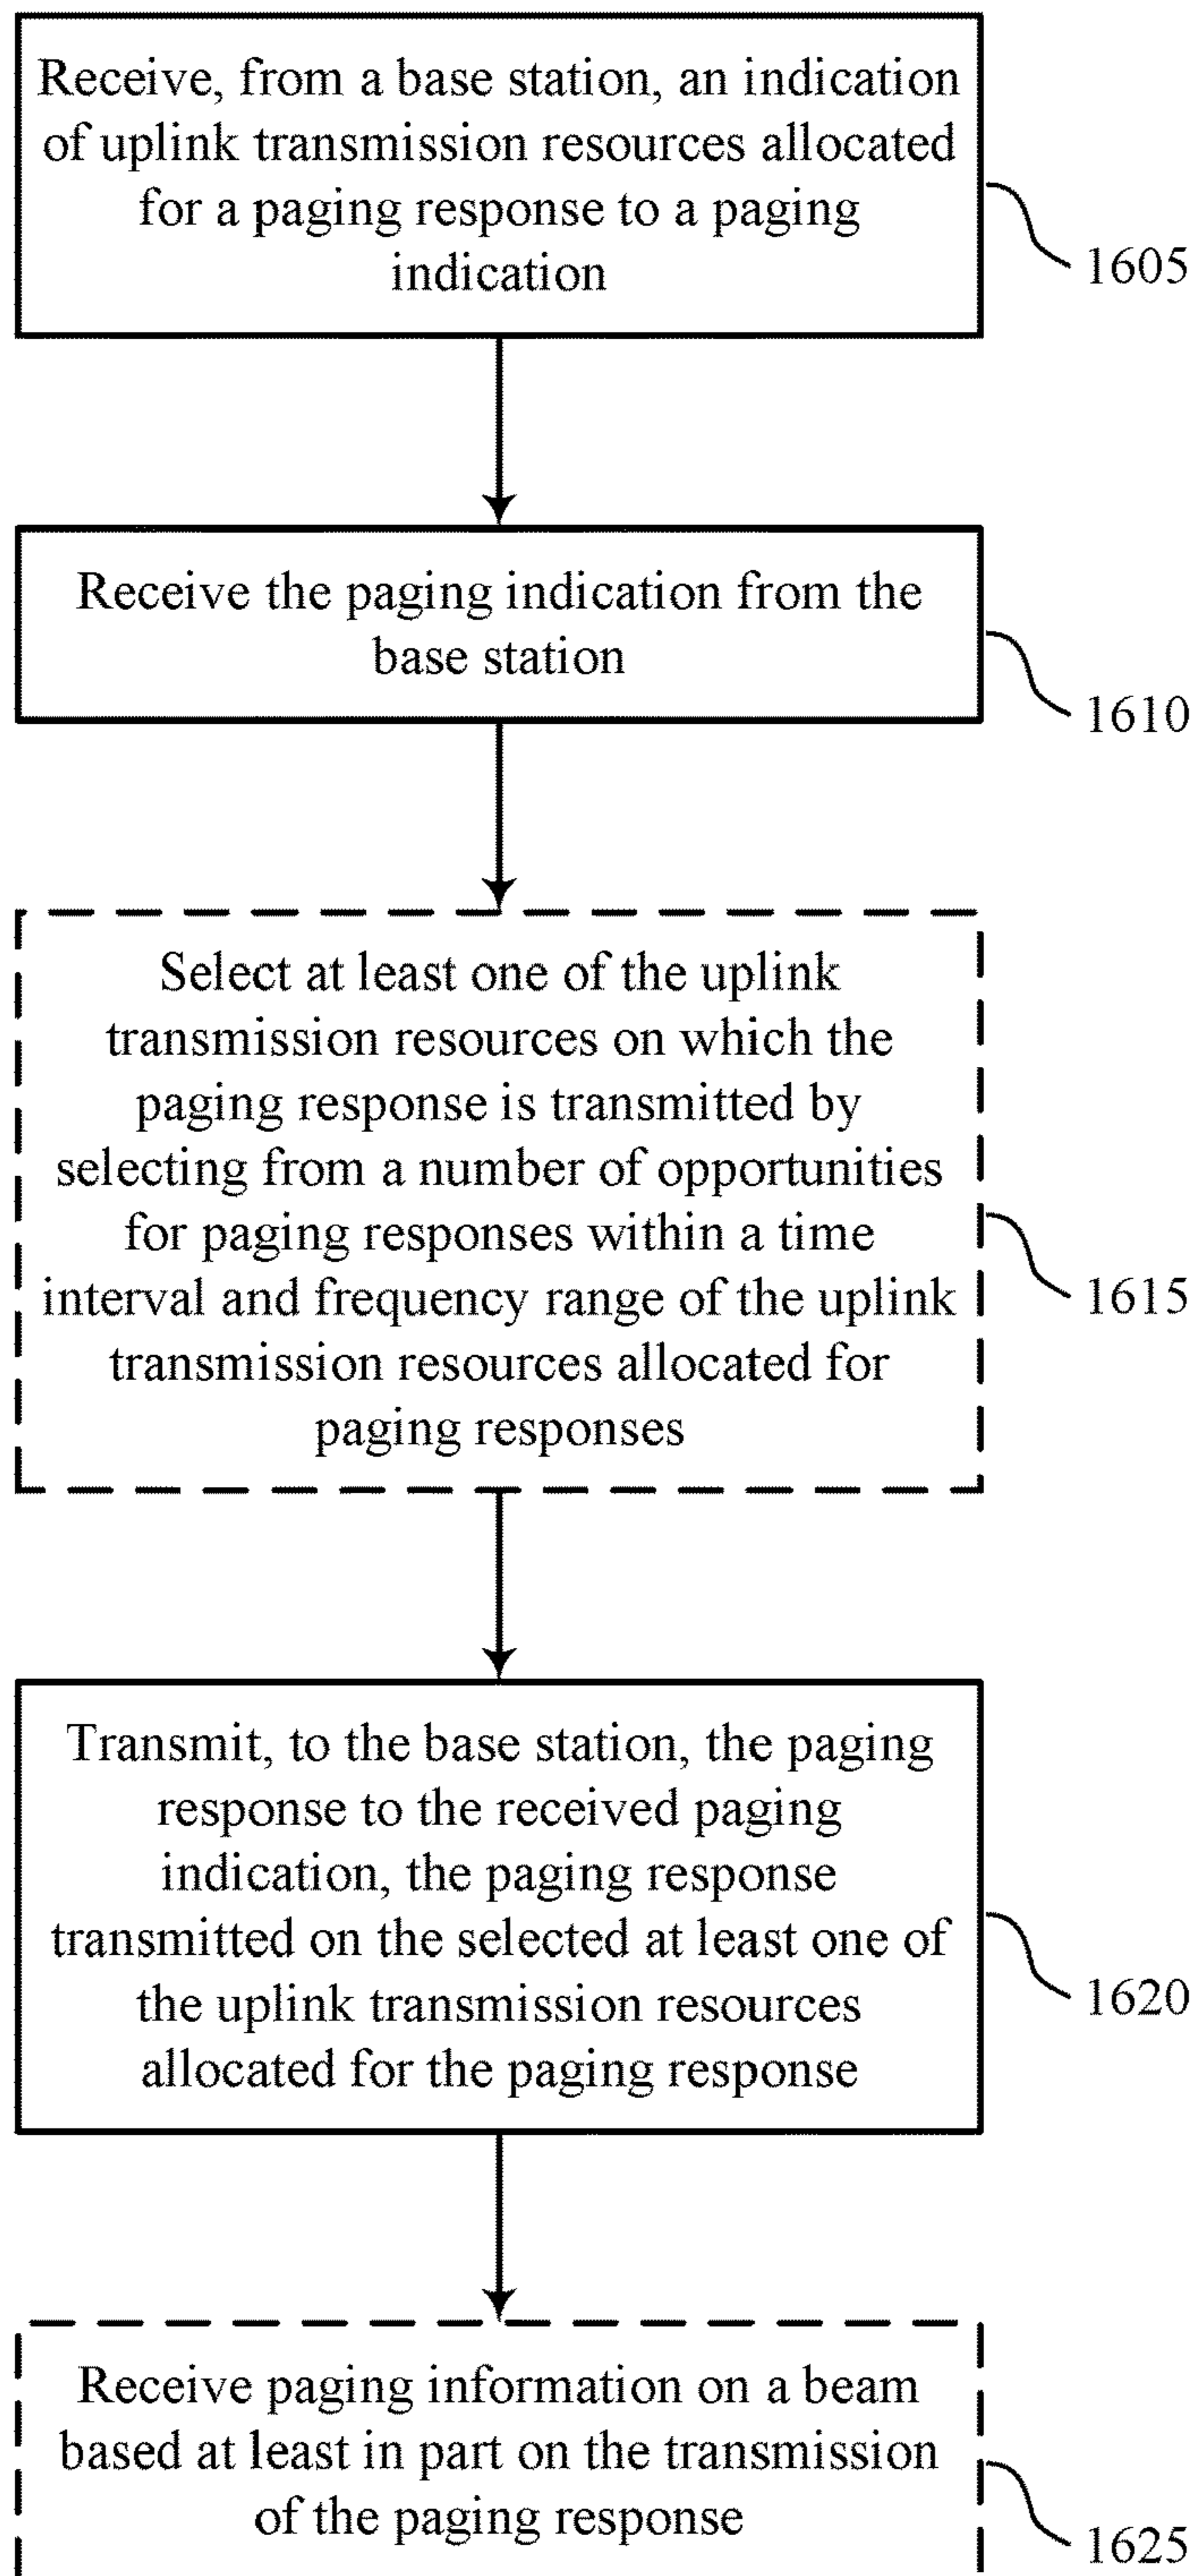 Receive, from a base station, an indication
of uplink transmission resources allocated
for a paging response to a paging
indication
1605
Receive the paging indication from the
base station
1610
Select at least one of the uplink
transmission resources on which the
paging response is transmitted by
selecting from a number of opportunities
for paging responses within a time
interval and frequency range of the uplink
transmission resources allocated for
paging responses
1615
Transmit, to the base station, the paging
response to the received paging
indication, the paging response
transmitted on the selected at least one of
the uplink transmission resources
allocated for the paging response
1620
Receive paging information on a beam
based at least in part on the transmission
of the paging response
1625